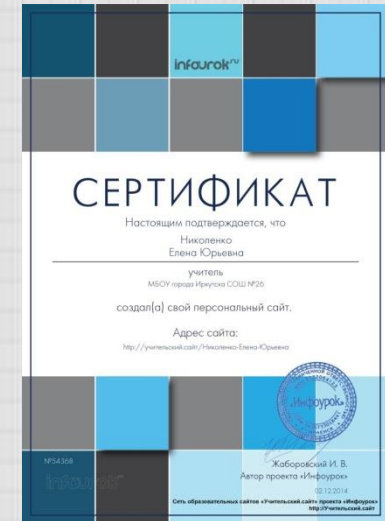 infourok.ru
СЕРТИФИКАТ
Настоящим подтверждается, что
Николенко
Елена Юрьевна
учитель
МБОУ города Иркутска СОШ №26
создал(а) свой персональный сайт.
Адрес сайта:
http://учительский.сайт/Николенко-Елена-Юрьевна
«Инфоурок»
№54368
infourok
Жаборовский И. В.
Автор проекта «Инфоурок»
02.12.2014
Сеть образовательных сайтов «Учительский.сайт» проекта «Инфоурок»
http://Учительский.сайт